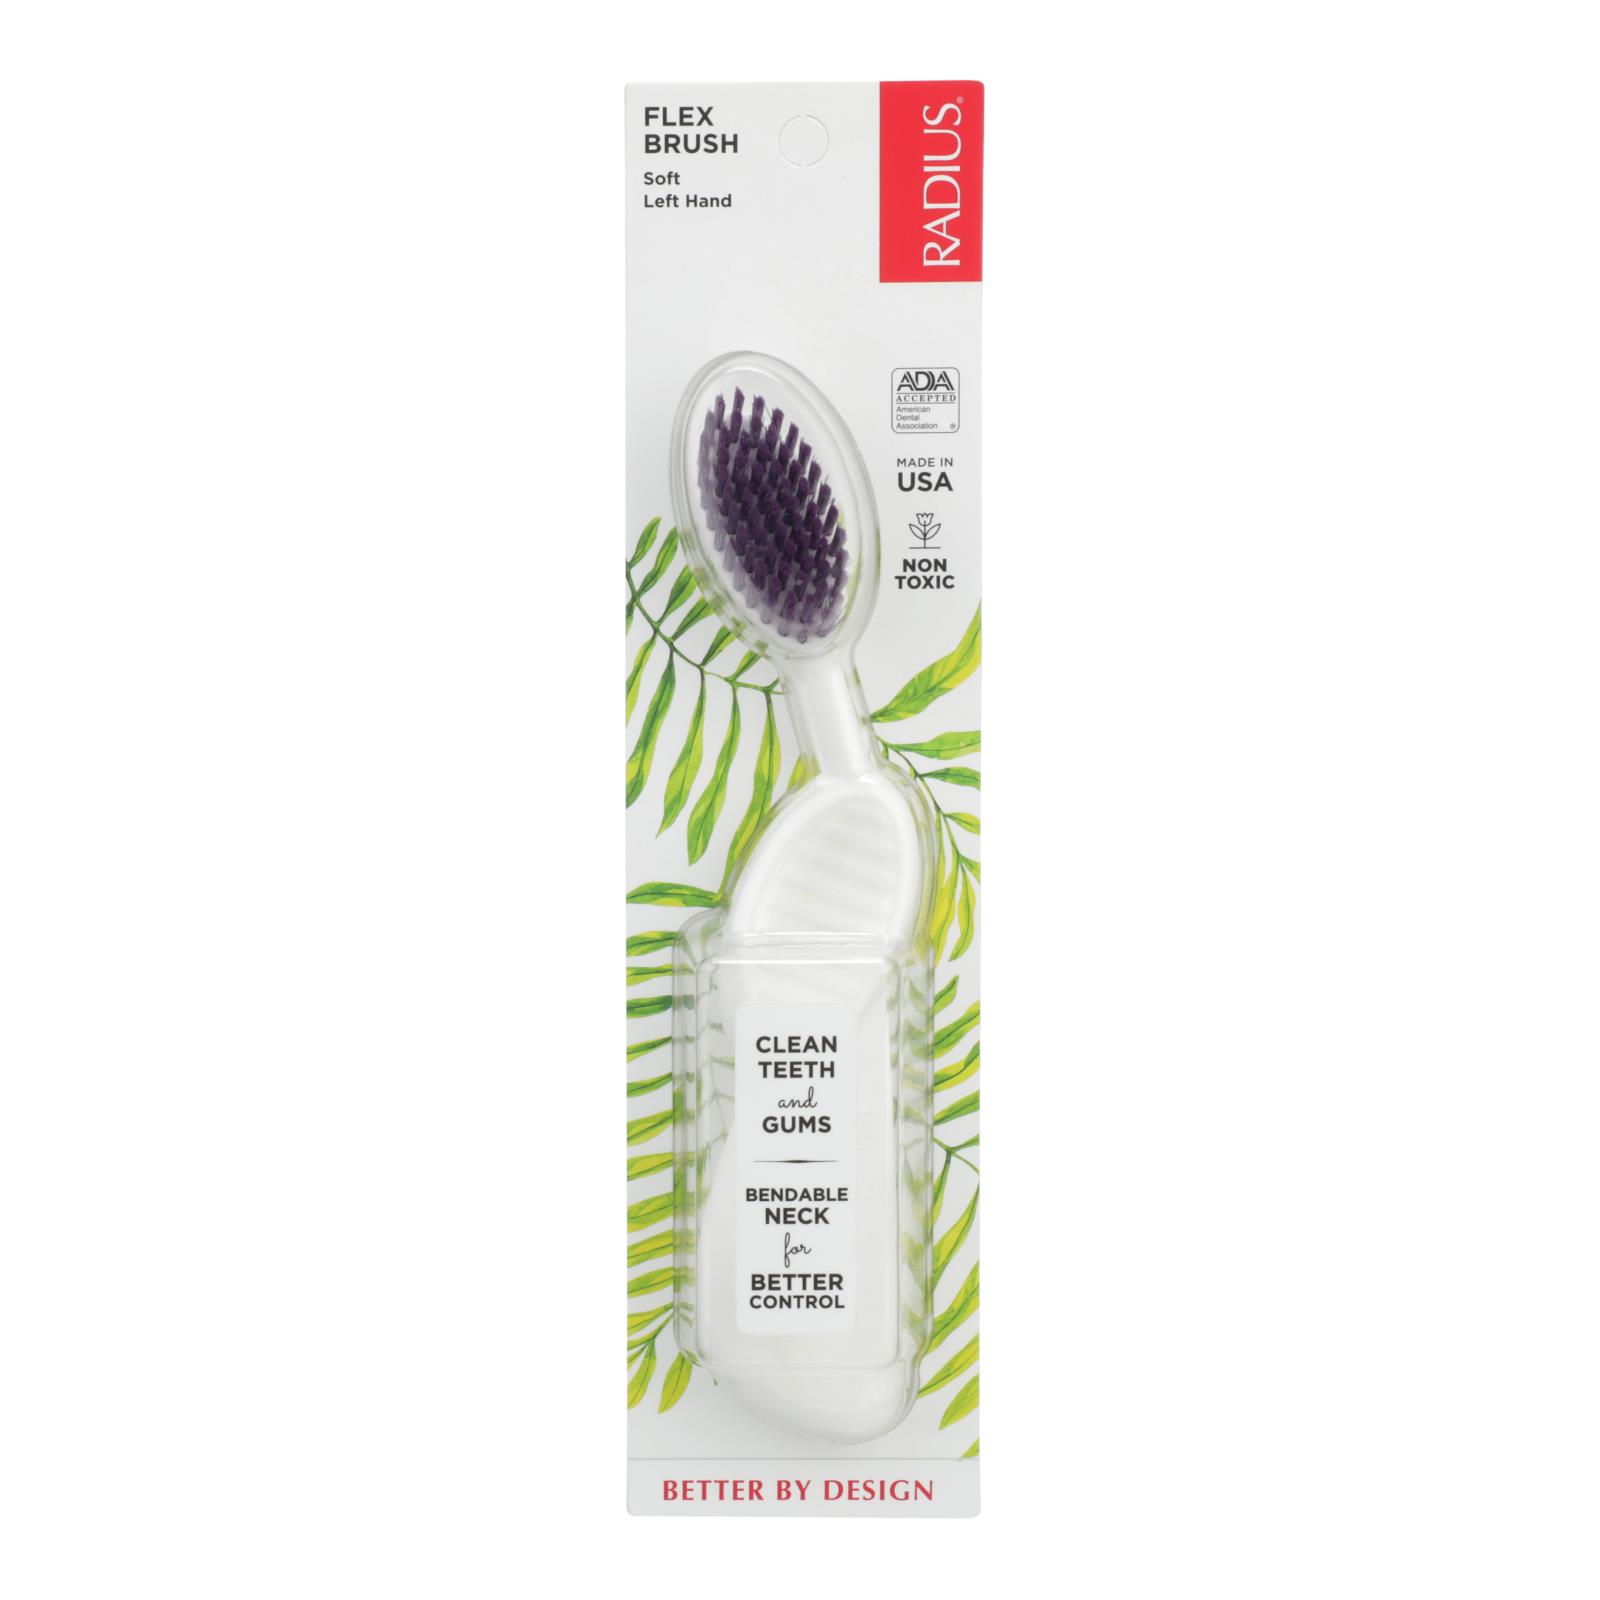 FLEX
BRUSH
Soft
Left Hand
RADIUS®
ADA
ACCEPTED
American
Dental
Association ®
MADE IN
USA
NON
TOXIC
CLEAN
TEETH
and
GUMS
BENDABLE
NECK
for
BETTER
CONTROL
BETTER BY DESIGN